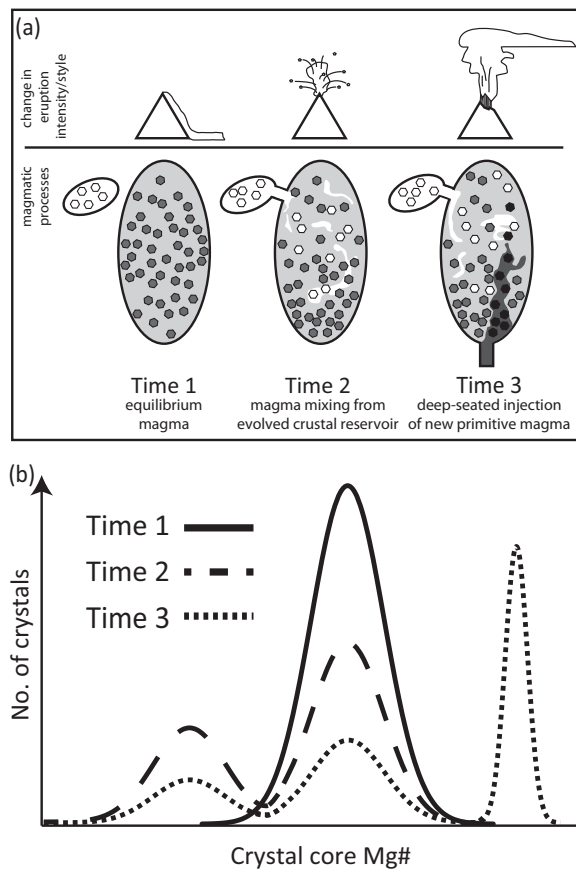 (a)
change in
eruption
intensity/style
magmatic
processes
Time 1
equilibrium
magma
Time 2
magma mixing from
evolved crustal reservoir
Time 3
deep-seated injection
of new primitive magma
(b)
Time 1
Time 2
Time 3
No. of crystals
Crystal core Mg#